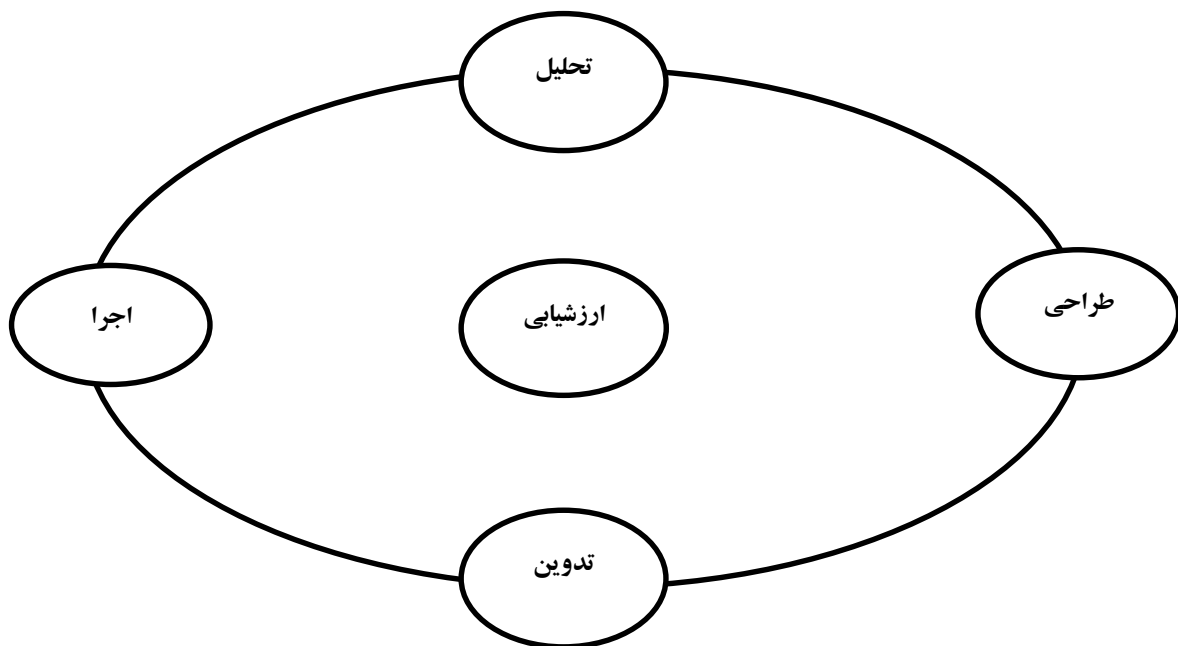 تحلیل
طراحی
ارزشیابی
اجرا
تدوین